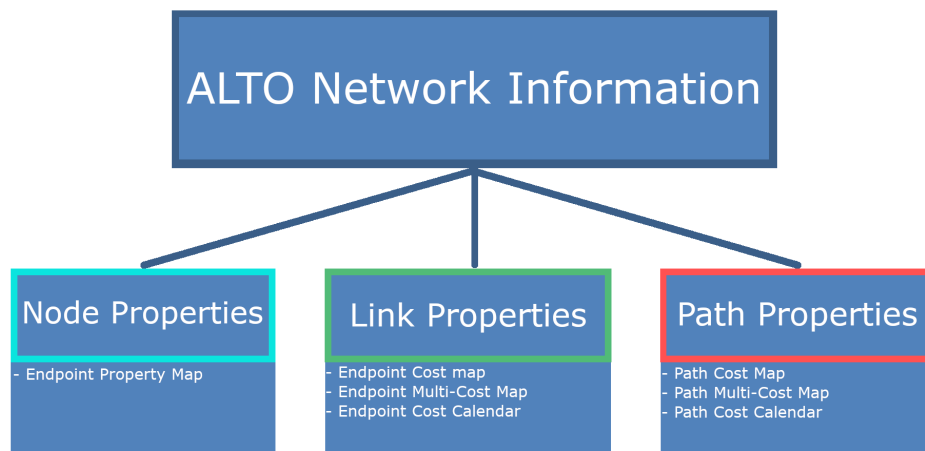 ALTO Network Information
Node Properties
- Endpoint Property Map
Link Properties
- Endpoint Cost map
- Endpoint Multi-Cost Map
- Endpoint Cost Calendar
Path Properties
- Path Cost Map
- Path Multi-Cost Map
- Path Cost Calendar